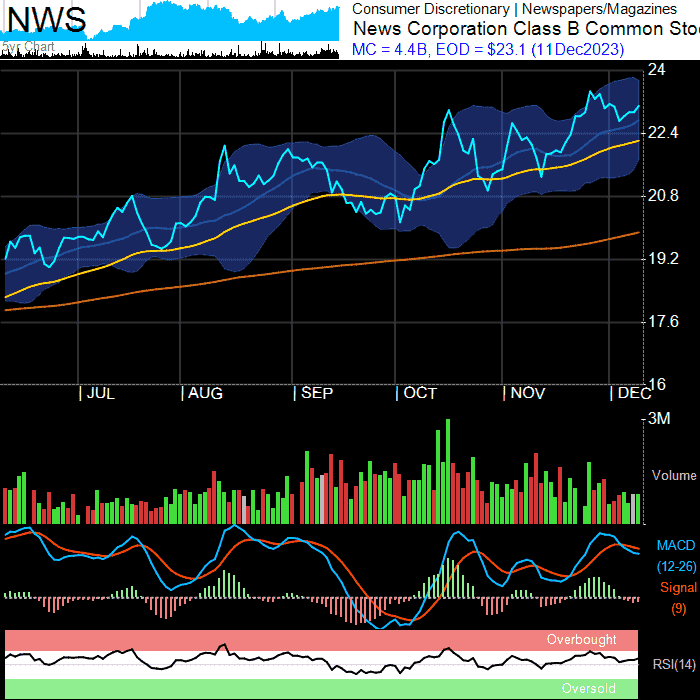 NWS
5yr Chart
Consumer Discretionary | Newspapers/Magazines
News Corporation Class B Common Sto
MC = 4.4B, EOD = $23.1 (11Dec2023)
24
22.4
20.8
19.2
17.6
16
| JUL | AUG | SEP | OCT | NOV | DEC
3M
Volume
MACD
(12-26)
Signal
(9)
Overbought
RSI(14)
Oversold